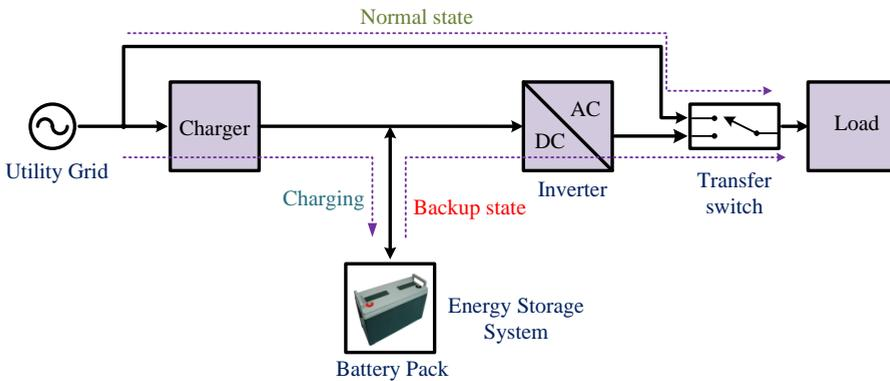 Normal state
Charger
AC
DC
Load
Utility Grid
Inverter
Transfer
switch
Charging
Backup state
Energy Storage
System
Battery Pack